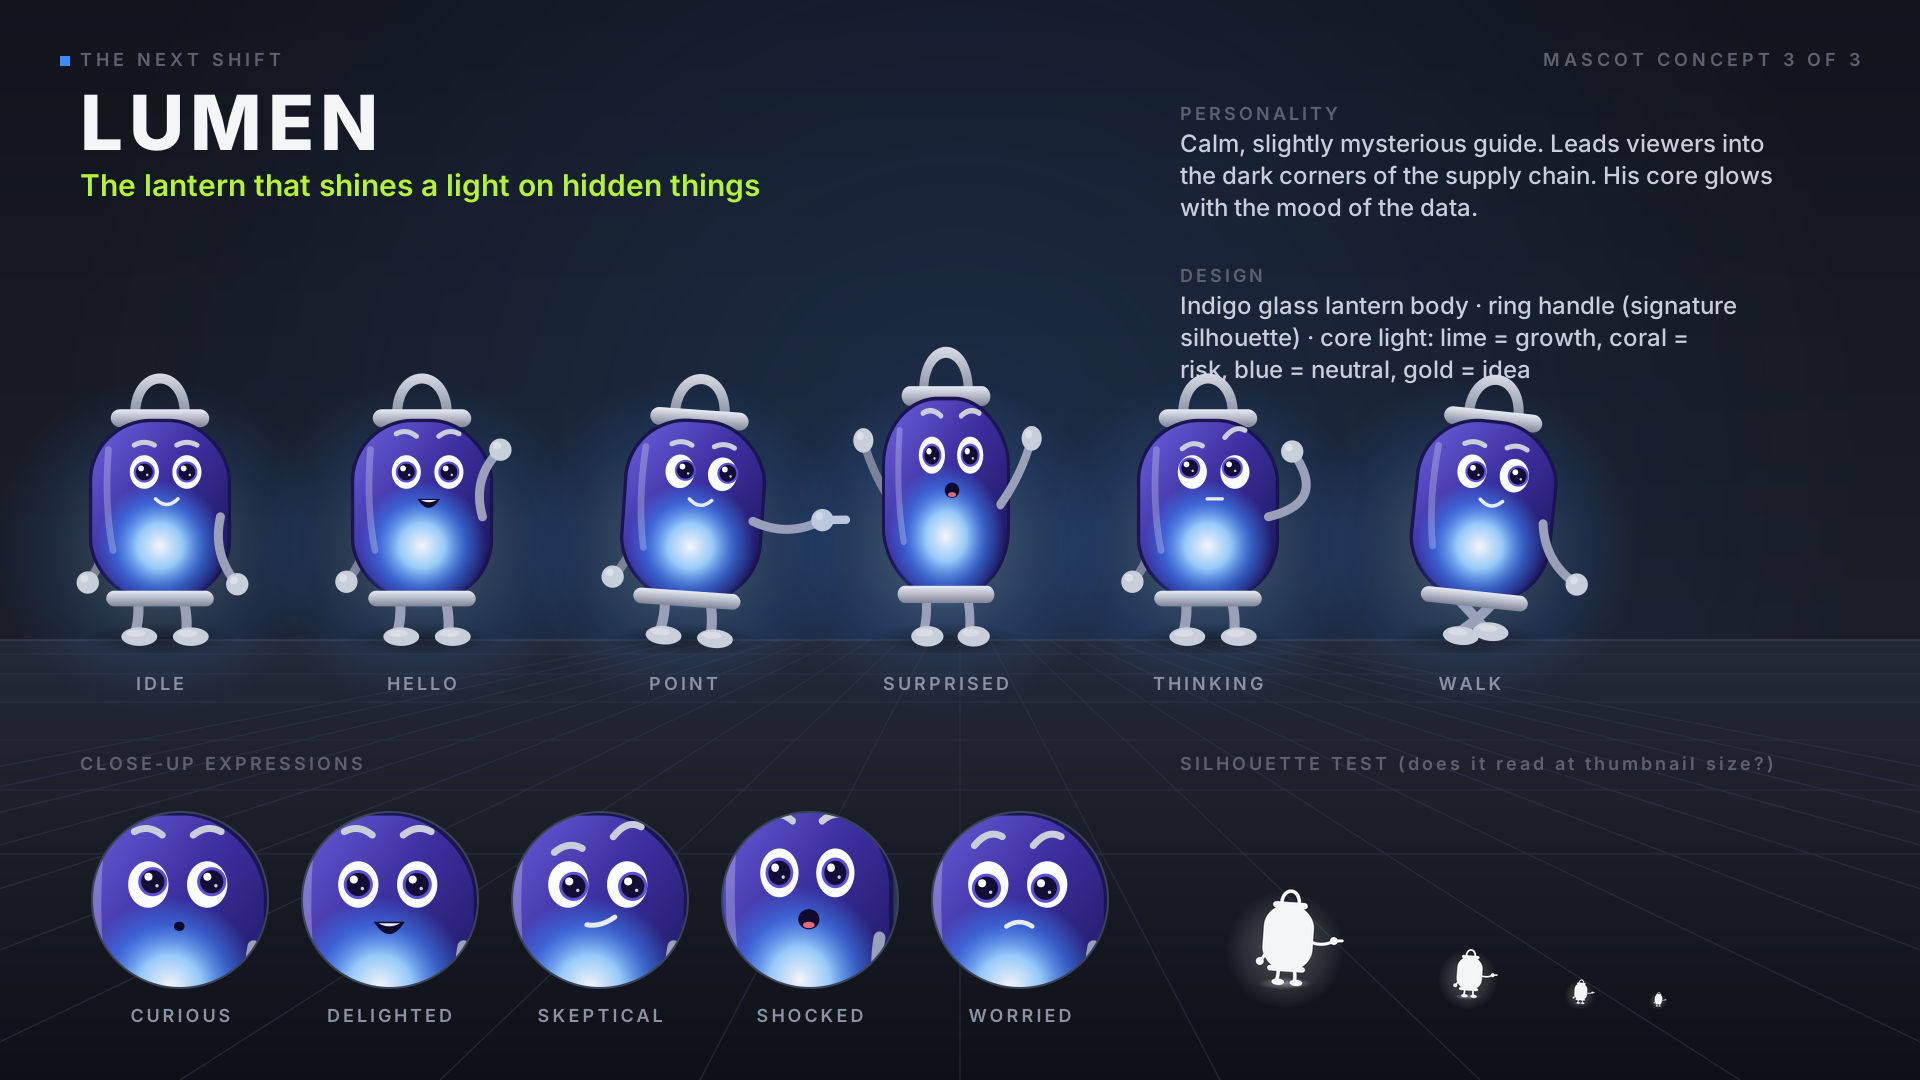 THE NEXT SHIFT
MASCOT CONCEPT 3 OF 3
LUMEN
The lantern that shines a light on hidden things
PERSONALITY
Calm, slightly mysterious guide. Leads viewers into
the dark corners of the supply chain. His core glows
with the mood of the data.
DESIGN
Indigo glass lantern body · ring handle (signature
silhouette) · core light: lime = growth, coral =
risk, blue = neutral, gold = idea
IDLE
HELLO
POINT
SURPRISED
THINKING
WALK
CLOSE-UP EXPRESSIONS
SILHOUETTE TEST (does it read at thumbnail size?)
CURIOUS
DELIGHTED
SKEPTICAL
SHOCKED
WORRIED